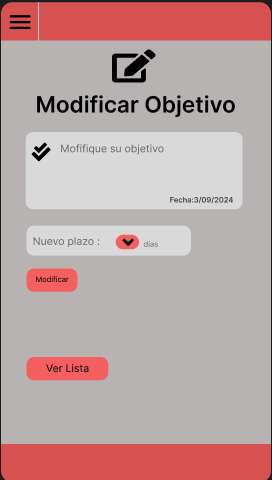 Modificar Objetivo
Mofifique su objetivo
Fecha:3/09/2024
Nuevo plazo : días
Modificar
Ver Lista